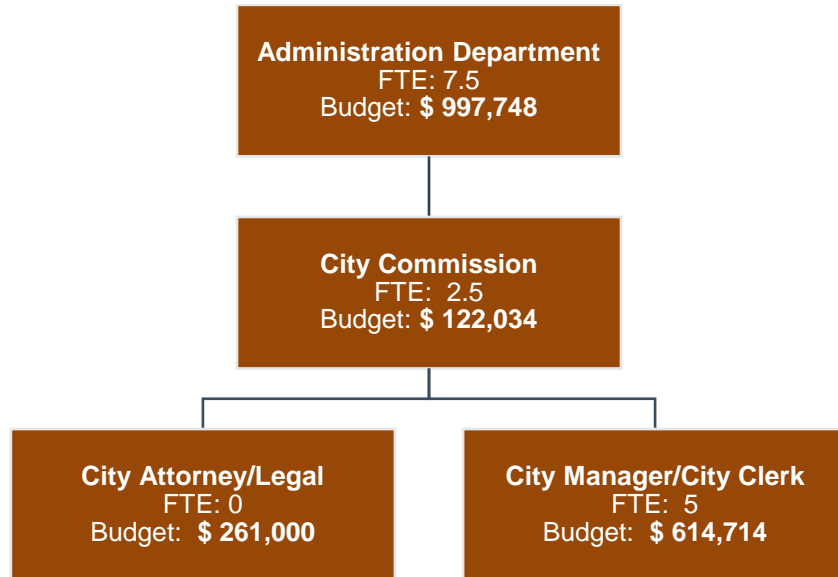 Administration Department
FTE: 7.5
Budget: $ 997,748
City Commission
FTE: 2.5
Budget: $ 122,034
City Attorney/Legal
FTE: 0
Budget: $ 261,000
City Manager/City Clerk
FTE: 5
Budget: $ 614,714